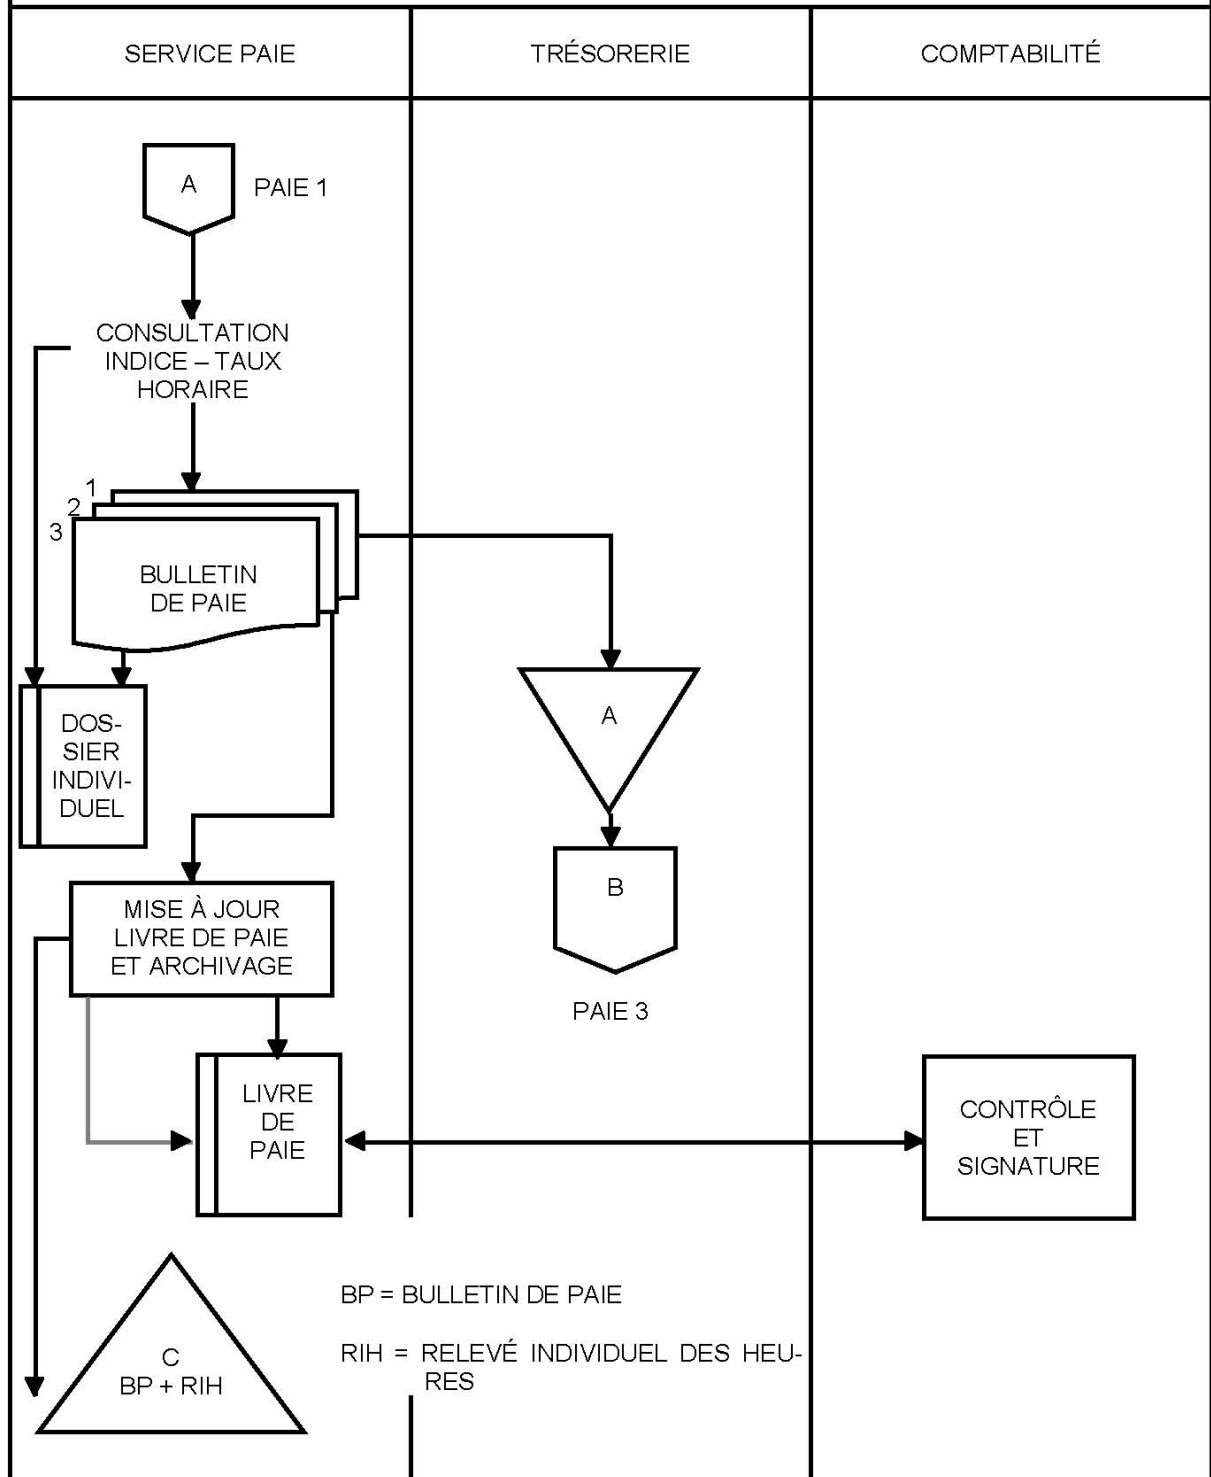 SERVICE PAIE
TRÉSORERIE
COMPTABILITÉ
A
PAIE 1
CONSULTATION
INDICE – TAUX
HORAIRE
1
2
3
BULLETIN
DE PAIE
DOS-
SIER
INDIVI-
DUEL
A
B
PAIE 3
MISE À JOUR
LIVRE DE PAIE
ET ARCHIVAGE
LIVRE
DE
PAIE
CONTRÔLE
ET
SIGNATURE
C
BP + RIH
BP = BULLETIN DE PAIE
RIH = RELEVÉ INDIVIDUEL DES HEU-
RES